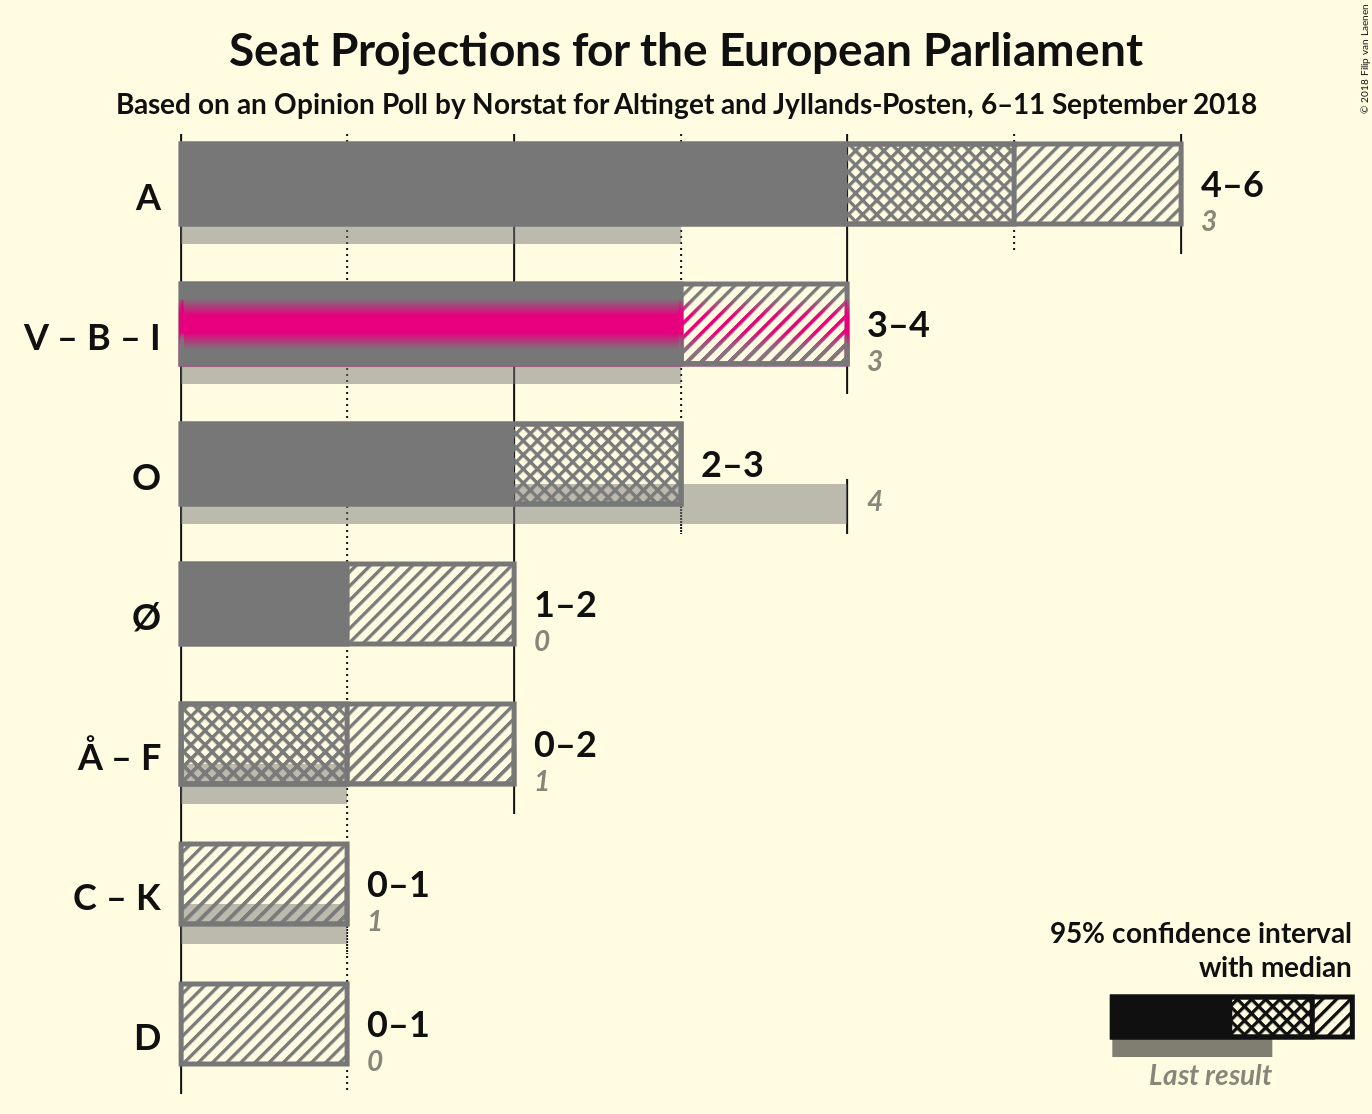 Seat Projections for the European Parliament
Based on an Opinion Poll by Norstat for Altinget and Jyllands-Posten, 6–11 September 2018
© 2018 Filip van Laenen
A
4–6
3
V – B – I
3–4
3
O
2–3
4
Ø
1–2
0
Å – F
0–2
1
C – K
0–1
1
D
0–1
0
95% confidence interval
with median
Last result